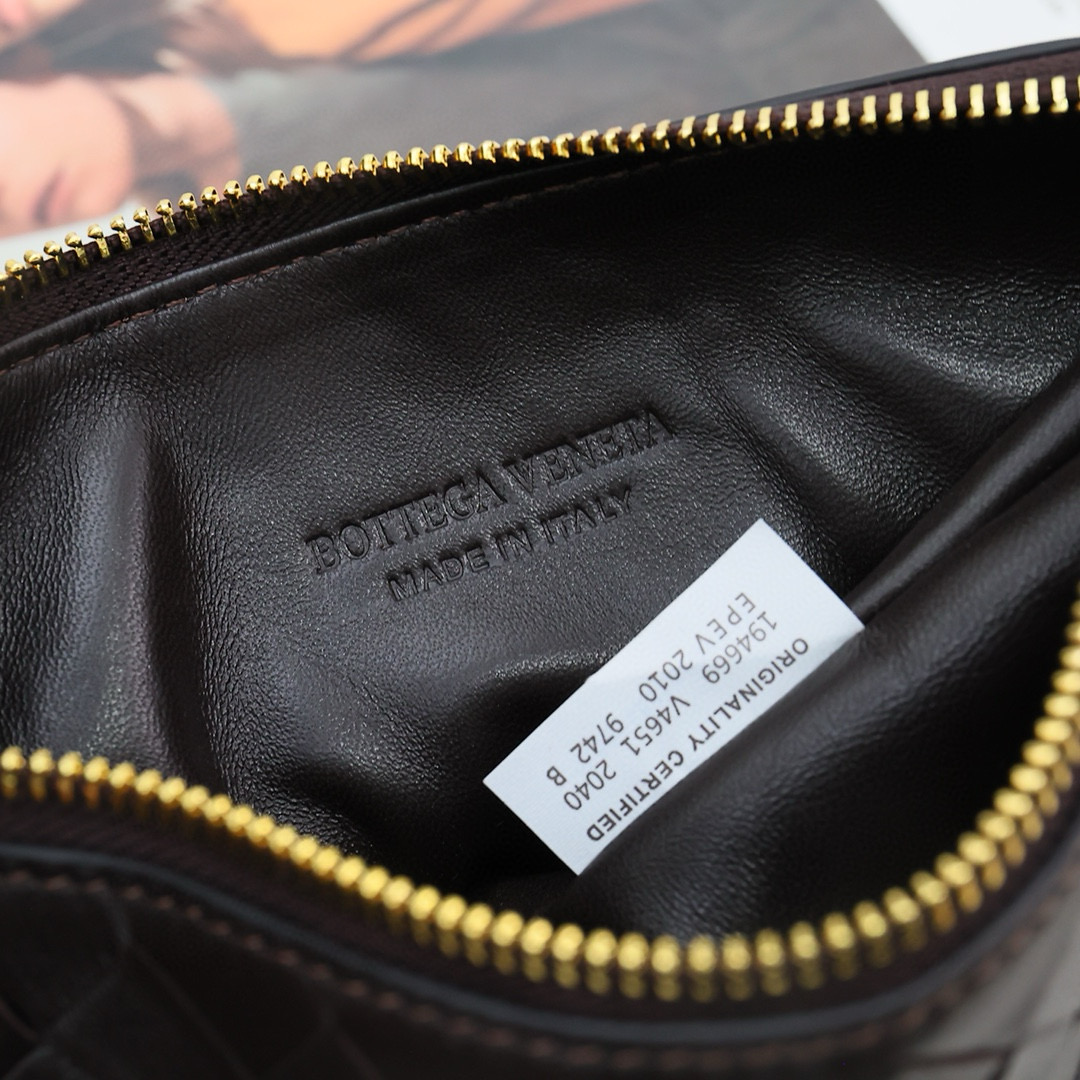 BOTTEGA VENETA
MADE IN ITALY
ORIGINALITY CERTIFIED
194669 V4651 2040
EPEV 2010 9742 B